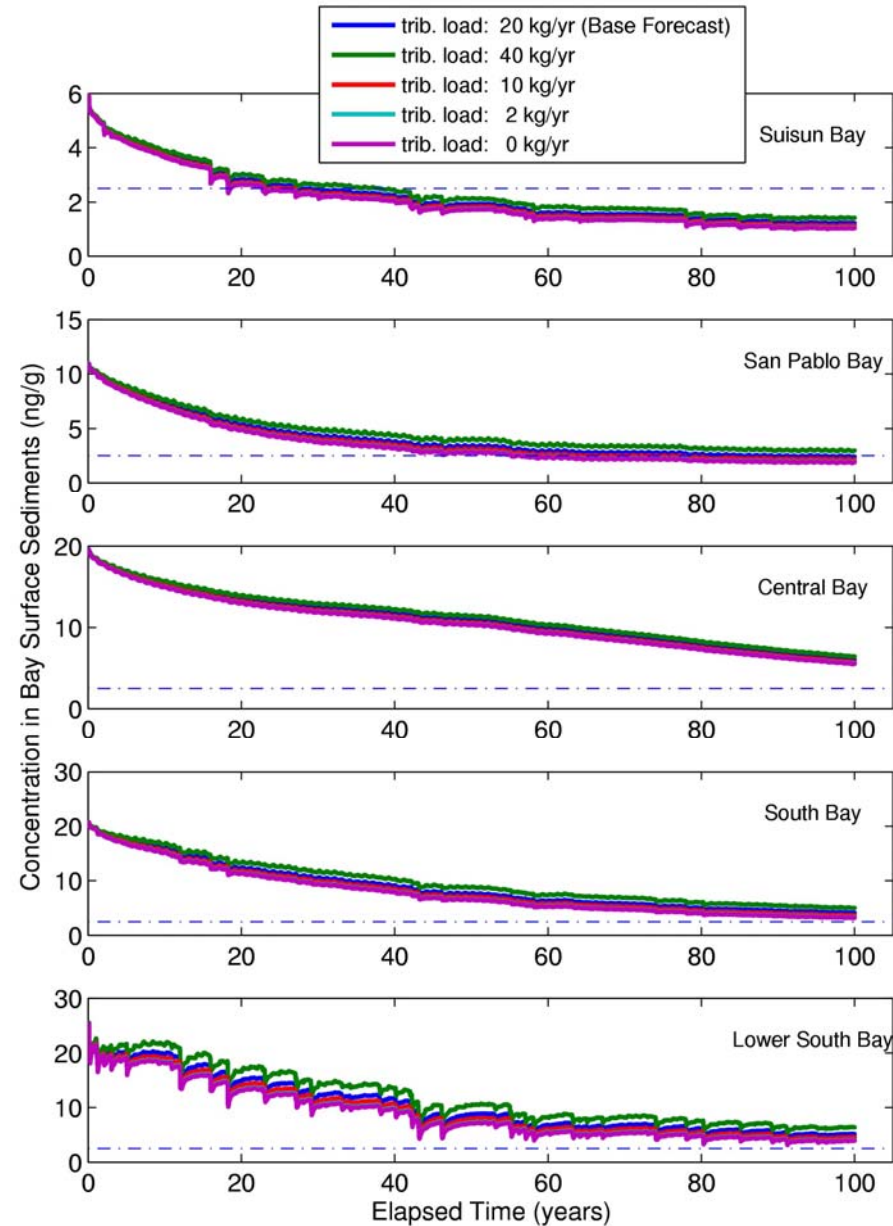 trib. load: 20 kg/yr (Base Forecast)
trib. load: 40 kg/yr
trib. load: 10 kg/yr
trib. load: 2 kg/yr
trib. load: 0 kg/yr
Concentration in Bay Surface Sediments (ng/g)
Suisun Bay
6
4
2
0
0 20 40 60 80 100
San Pablo Bay
15
10
5
0
0 20 40 60 80 100
Central Bay
20
10
0
0 20 40 60 80 100
South Bay
30
20
10
0
0 20 40 60 80 100
Lower South Bay
30
20
10
0
0 20 40 60 80 100
Elapsed Time (years)